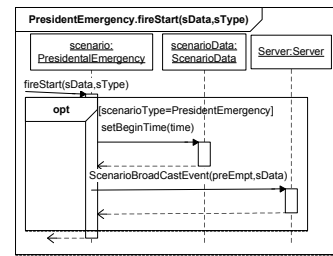 PresidentEmergency.fireStart(sData,sType)
scenario:
PresidentalEmergency
scenarioData:
ScenarioData
Server:Server
fireStart(sData,sType)
opt
[scenarioType=PresidentEmergency]
setBeginTime(time)
ScenarioBroadCastEvent(preEmpt,sData)